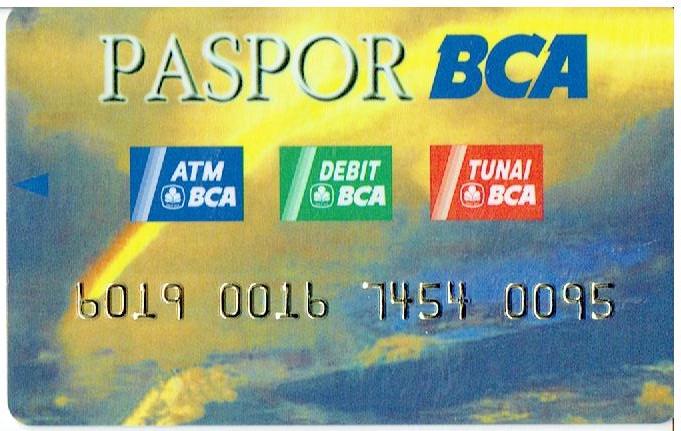 PASPOR BCA
ATM BCA
DEBIT BCA
TUNAI BCA
6019 0016 7454 0095